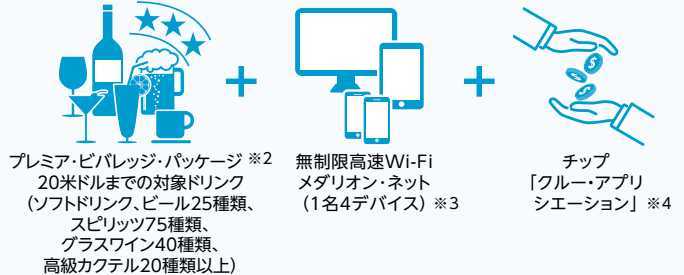 プレミア・ビバレッジ・パッケージ ※2
20米ドルまでの対象ドリンク
(ソフトドリンク、ビール25種類、
スピリッツ75種類、
グラスワイン40種類、
高級カクテル20種類以上)
+
無制限高速Wi-Fi
メダリオン・ネット
(1名4デバイス) ※3
+
チップ
「クルー・アプリ
シエーション」 ※4